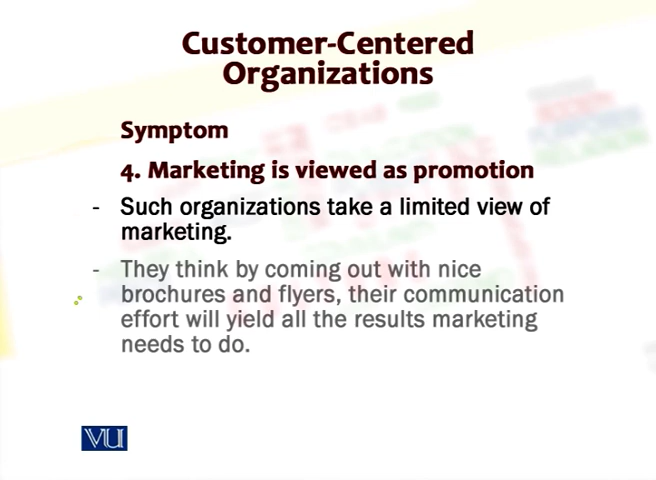 Customer-Centered
Organizations
Symptom
4. Marketing is viewed as promotion
- Such organizations take a limited view of
marketing.
- They think by coming out with nice
brochures and flyers, their communication
effort will yield all the results marketing
needs to do.
VU